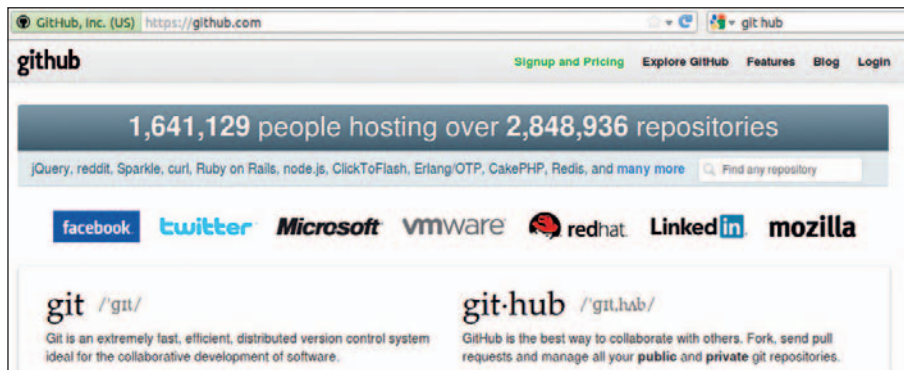 GitHub, Inc. (US) https://github.com git hub
github Signup and Pricing Explore GitHub Features Blog Login
1,641,129 people hosting over 2,848,936 repositories
jQuery, reddit, Sparkle, curl, Ruby on Rails, node.js, ClickToFlash, Erlang/OTP, CakePHP, Redis, and many more Find any repository
facebook twitter Microsoft vmware redhat. Linked in. mozilla
git /'gɪt/
Git is an extremely fast, efficient, distributed version control system
ideal for the collaborative development of software.
git·hub /'gɪt,hʌb/
GitHub is the best way to collaborate with others. Fork, send pull
requests and manage all your public and private git repositories.